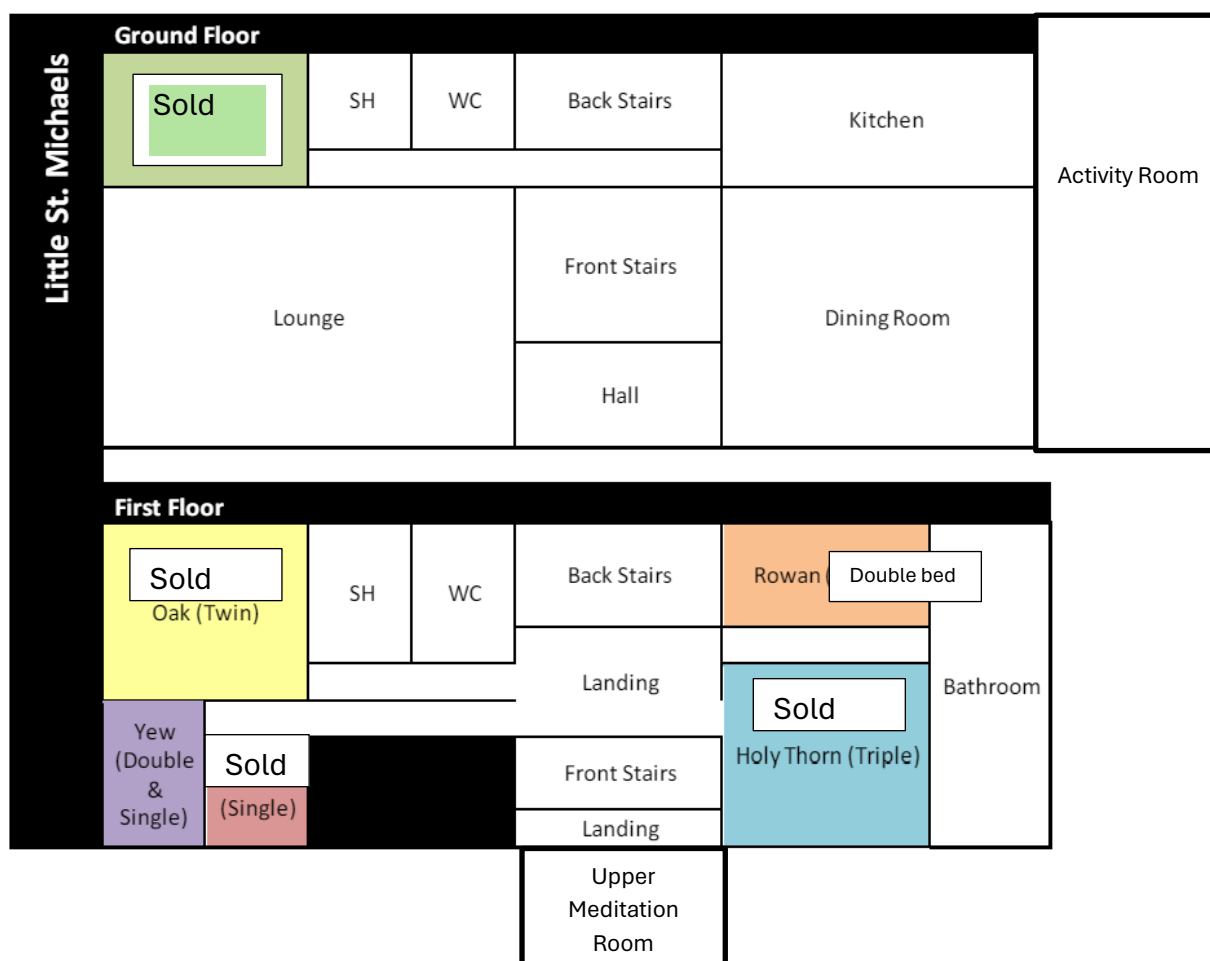 Little St. Michaels
Ground Floor
Sold
SH
WC
Back Stairs
Kitchen
Activity Room
Lounge
Front Stairs
Dining Room
Hall
First Floor
Sold
Oak (Twin)
SH
WC
Back Stairs
Rowan (
Double bed
Landing
Bathroom
Sold
Holy Thorn (Triple)
Yew
(Double
&
Single)
Sold
(Single)
Front Stairs
Landing
Upper
Meditation
Room